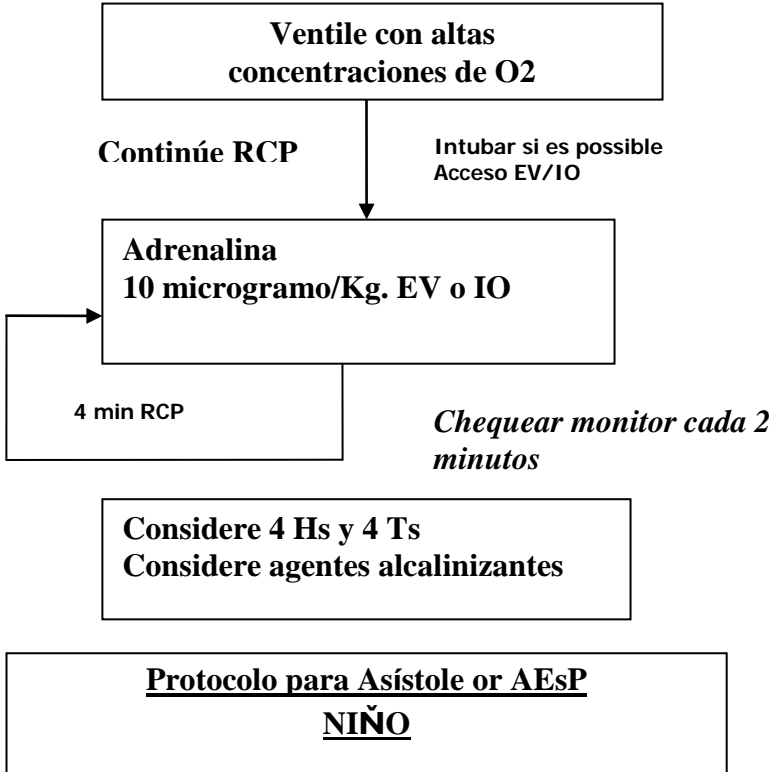 Ventile con altas
concentraciones de O2
Continúe RCP
Intubar si es possible
Acceso EV/IO
Adrenalina
10 microgramo/Kg. EV o IO
4 min RCP
Chequear monitor cada 2
minutos
Considere 4 Hs y 4 Ts
Considere agentes alcalinizantes
Protocolo para Asístole or AEsP
NIŇO